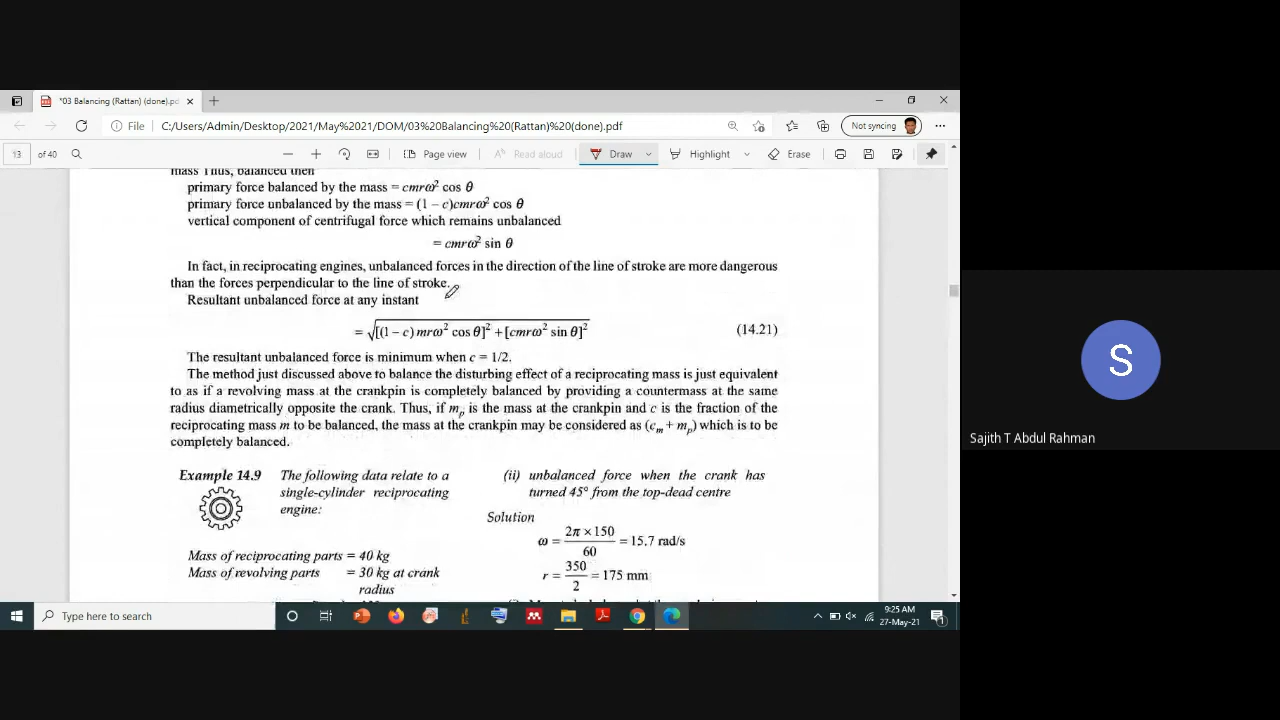 *03 Balancing (Rattan) (done).pd
File
C:/Users/Admin/Desktop/2021/May%2021/DOM/03%20Balancing%20(Rattan)%20(done).pdf
Not syncing
13 of 40
Page view
Read aloud
Draw
Highlight
Erase
mass Thus, balanced then
primary force balanced by the mass = cmrω² cos θ
primary force unbalanced by the mass = (1 – c)cmrω² cos θ
vertical component of centrifugal force which remains unbalanced
= cmrω² sin θ
In fact, in reciprocating engines, unbalanced forces in the direction of the line of stroke are more dangerous
than the forces perpendicular to the line of stroke.
Resultant unbalanced force at any instant
= √[(1 – c) mrω² cos θ]² + [cmrω² sin θ]² (14.21)
The resultant unbalanced force is minimum when c = 1/2.
The method just discussed above to balance the disturbing effect of a reciprocating mass is just equivalent
to as if a revolving mass at the crankpin is completely balanced by providing a countermass at the same
radius diametrically opposite the crank. Thus, if mₚ is the mass at the crankpin and c is the fraction of the
reciprocating mass m to be balanced, the mass at the crankpin may be considered as (cₘ + mₚ) which is to be
completely balanced.
Example 14.9 The following data relate to a
single-cylinder reciprocating
engine:
Mass of reciprocating parts = 40 kg
Mass of revolving parts = 30 kg at crank
radius
(ii) unbalanced force when the crank has
turned 45° from the top-dead centre
Solution
ω = 2π × 150 / 60 = 15.7 rad/s
r = 350 / 2 = 175 mm
S
Sajith T Abdul Rahman
Type here to search
9:25 AM
27-May-21
1